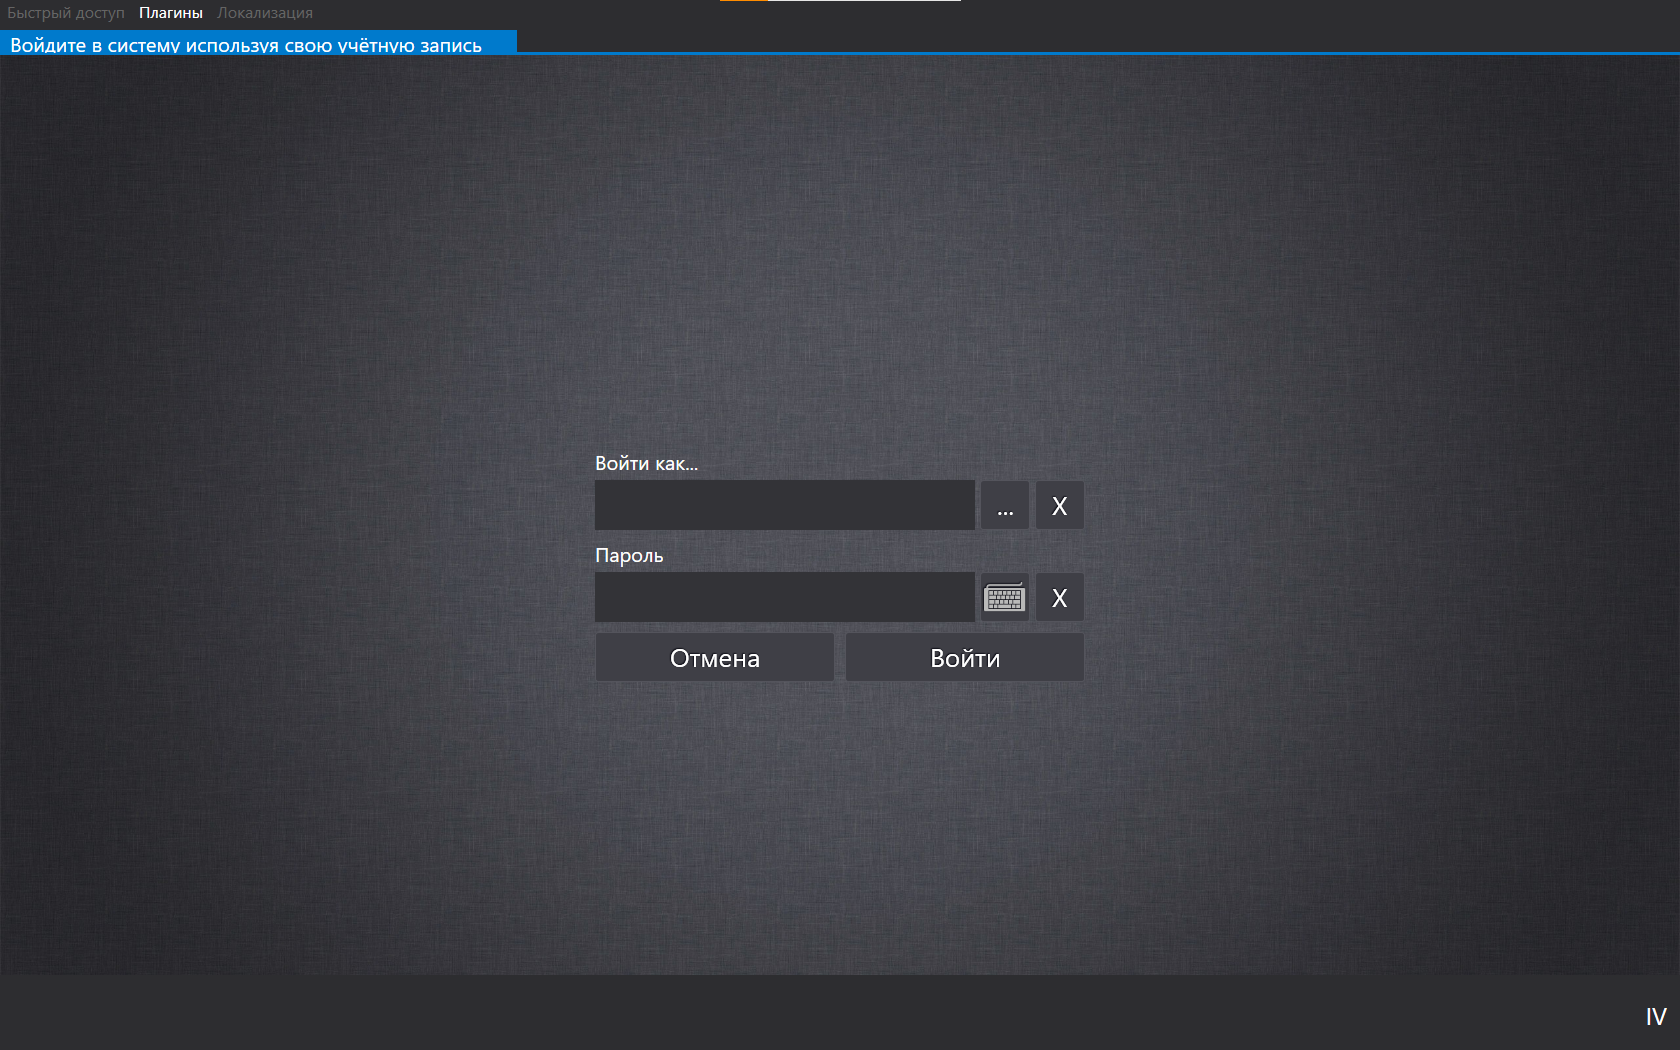 Быстрый доступ Плагины Локализация
Войдите в систему используя свою учётную запись
Войти как...
... X
Пароль
X
Отмена Войти
IV